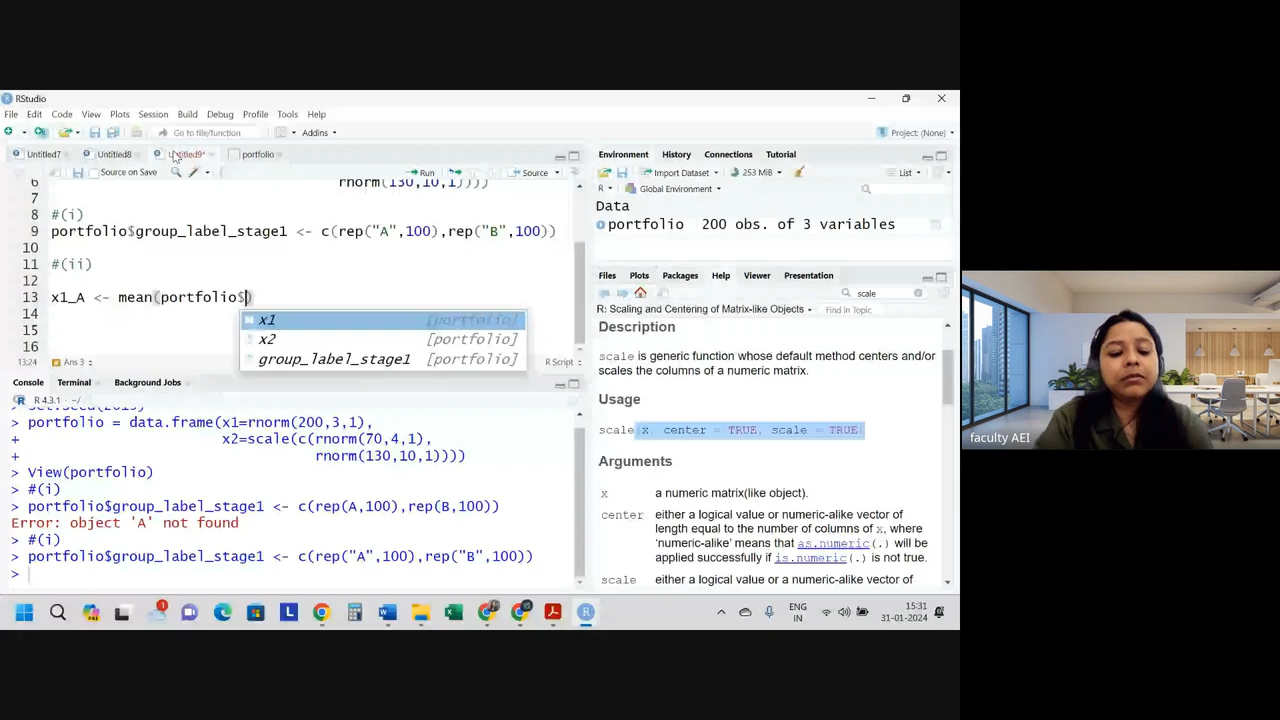 RStudio
File Edit Code View Plots Session Build Debug Profile Tools Help
Go to file/function Addins Project: (None)
Untitled7 Untitled8 Untitled9* portfolio
Source on Save Run Source
6 rnorm(130,10,1))))
7
8 #(i)
9 portfolio$group_label_stage1 <- c(rep("A",100),rep("B",100))
10
11 #(ii)
12
13 x1_A <- mean(portfolio$)
14
15
16
x1 [portfolio]
x2 [portfolio]
group_label_stage1 [portfolio]
13:24 Ans 3 R Script
Console Terminal Background Jobs
R 4.3.1 · ~/
> portfolio = data.frame(x1=rnorm(200,3,1),
+ x2=scale(c(rnorm(70,4,1),
+ rnorm(130,10,1))))
> View(portfolio)
> #(i)
> portfolio$group_label_stage1 <- c(rep(A,100),rep(B,100))
Error: object 'A' not found
> #(i)
> portfolio$group_label_stage1 <- c(rep("A",100),rep("B",100))
>
Environment History Connections Tutorial
Import Dataset 253 MiB List
R Global Environment
Data
portfolio 200 obs. of 3 variables
Files Plots Packages Help Viewer Presentation
scale
R: Scaling and Centering of Matrix-like Objects Find in Topic
Description
scale is generic function whose default method centers and/or
scales the columns of a numeric matrix.
Usage
scale(x, center = TRUE, scale = TRUE)
Arguments
x a numeric matrix(like object).
center either a logical value or numeric-alike vector of
length equal to the number of columns of x, where
'numeric-alike' means that as.numeric(.) will be
applied successfully if is.numeric(.) is not true.
scale either a logical value or a numeric-alike vector of
ENG
IN
15:31
31-01-2024
faculty AEI